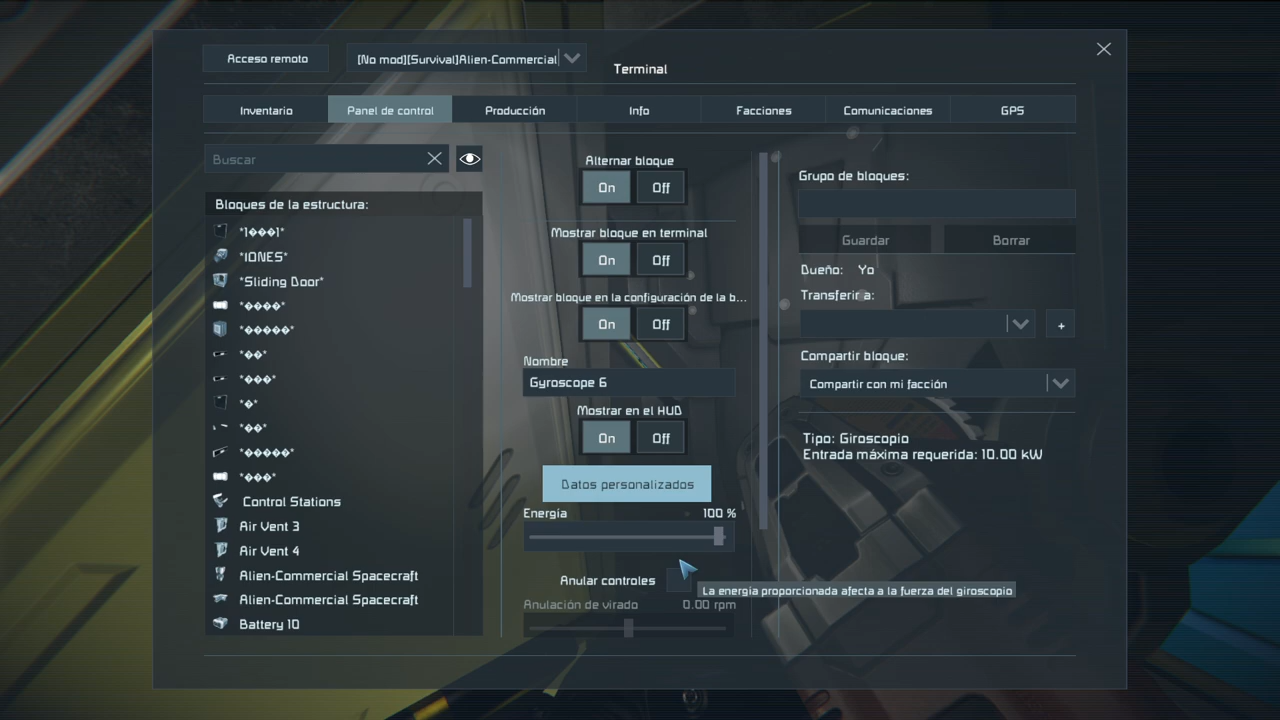 Acceso remoto
[No mod][Survival]Alien-Commercial
Terminal
Inventario
Panel de control
Producción
Info
Facciones
Comunicaciones
GPS
Buscar
Bloques de la estructura:
*1���1*
*IONES*
*Sliding Door*
*����*
*�����*
*��*
*���*
*�*
*��*
*�����*
*���*
Control Stations
Air Vent 3
Air Vent 4
Alien-Commercial Spacecraft
Alien-Commercial Spacecraft
Battery 10
Alternar bloque
On Off
Mostrar bloque en terminal
On Off
Mostrar bloque en la configuración de la b...
On Off
Nombre
Gyroscope 6
Mostrar en el HUD
On Off
Datos personalizados
Energía 100 %
Anular controles
La energía proporcionada afecta a la fuerza del giroscopio
Anulación de virado 0.00 rpm
Grupo de bloques:
Guardar Borrar
Dueño: Yo
Transferir a:
+
Compartir bloque:
Compartir con mi facción
Tipo: Giroscopio
Entrada máxima requerida: 10.00 kW